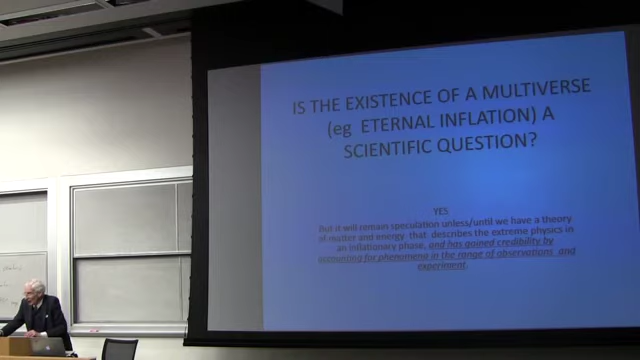 IS THE EXISTENCE OF A MULTIVERSE
(eg ETERNAL INFLATION) A
SCIENTIFIC QUESTION?
YES
But it will remain speculation unless/until we have a theory
of matter and energy that describes the extreme physics in
an inflationary phase, and has gained credibility by
accounting for phenomena in the range of observations and
experiment.